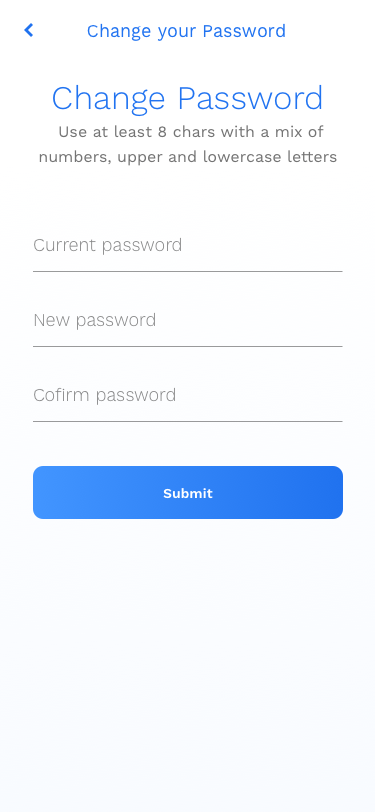 Change your Password
Change Password
Use at least 8 chars with a mix of
numbers, upper and lowercase letters
Current password
New password
Cofirm password
Submit